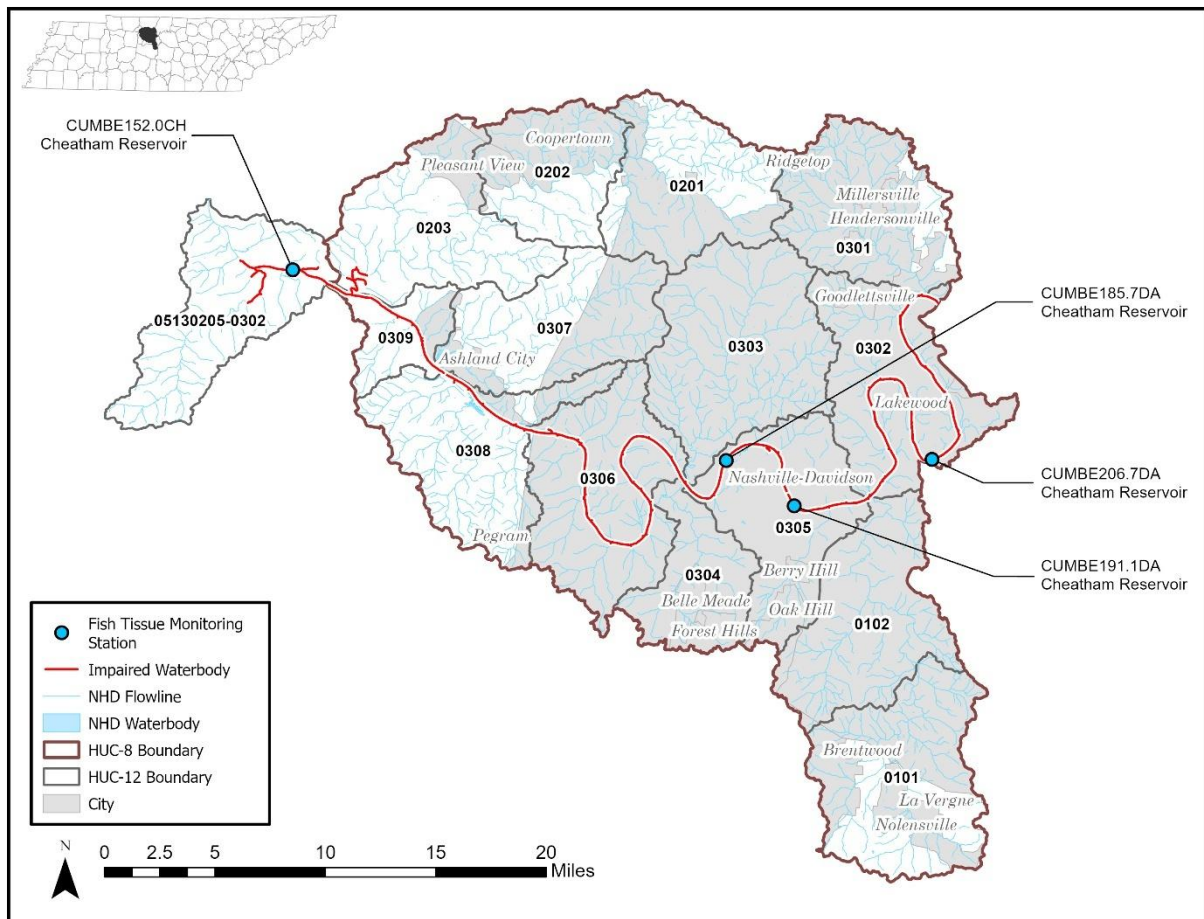 CUMBE152.0CH
Cheatham Reservoir
Coopertown
0202
Pleasant View
0201
Ridgetop
Millersville
Hendersonville
0301
0203
Goodlettsville
CUMBE185.7DA
Cheatham Reservoir
05130205-0302
0309
0307
0303
0302
Ashland City
Lakewood
0308
0306
Nashville-Davidson
CUMBE206.7DA
Cheatham Reservoir
0305
Pegram
0304
Berry Hill
Belle Meade
Oak Hill
Forest Hills
0102
CUMBE191.1DA
Cheatham Reservoir
Brentwood
0101
La Vergne
Nolensville
Fish Tissue Monitoring
Station
Impaired Waterbody
NHD Flowline
NHD Waterbody
HUC-8 Boundary
HUC-12 Boundary
City
N
0 2.5 5 10 15 20
Miles